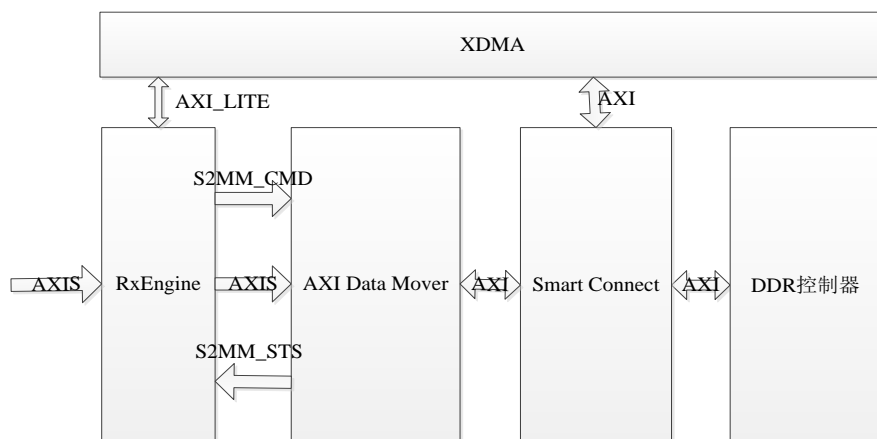 XDMA
AXI_LITE
AXI
S2MM_CMD
AXIS
RxEngine
AXIS
AXI Data Mover
AXI
Smart Connect
AXI
DDR控制器
S2MM_STS